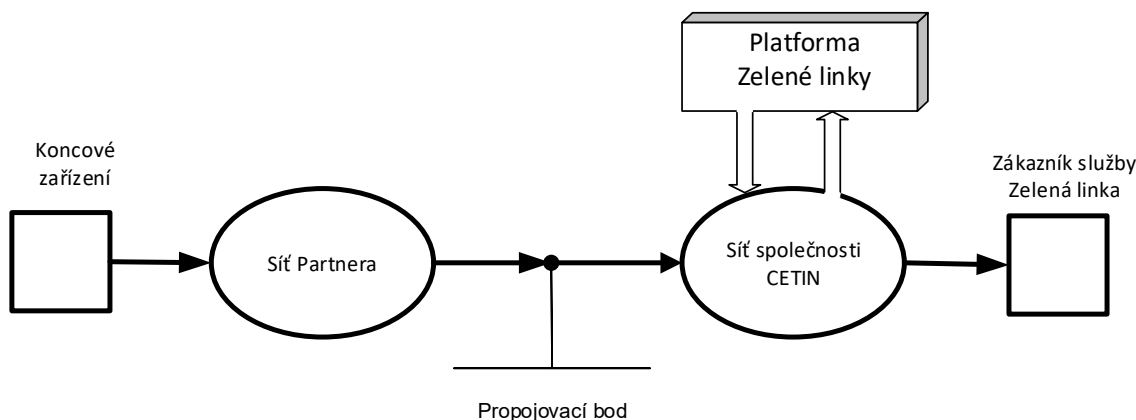 Platforma
Zelené linky
Koncové
zařízení
Zákazník služby
Zelená linka
Síť Partnera
Síť společnosti
CETIN
Propojovací bod